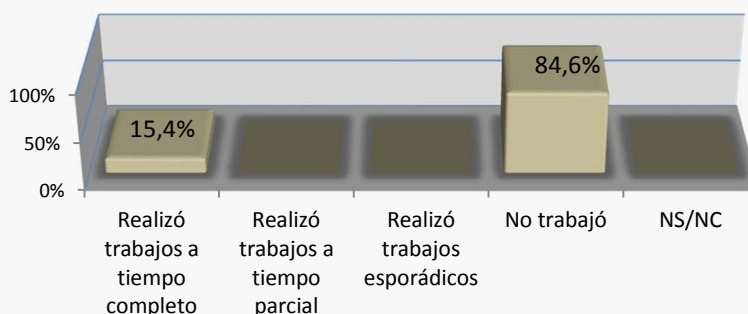 84,6%
15,4%
100%
50%
0%
Realizó trabajos a tiempo completo
Realizó trabajos a tiempo parcial
Realizó trabajos esporádicos
No trabajó
NS/NC